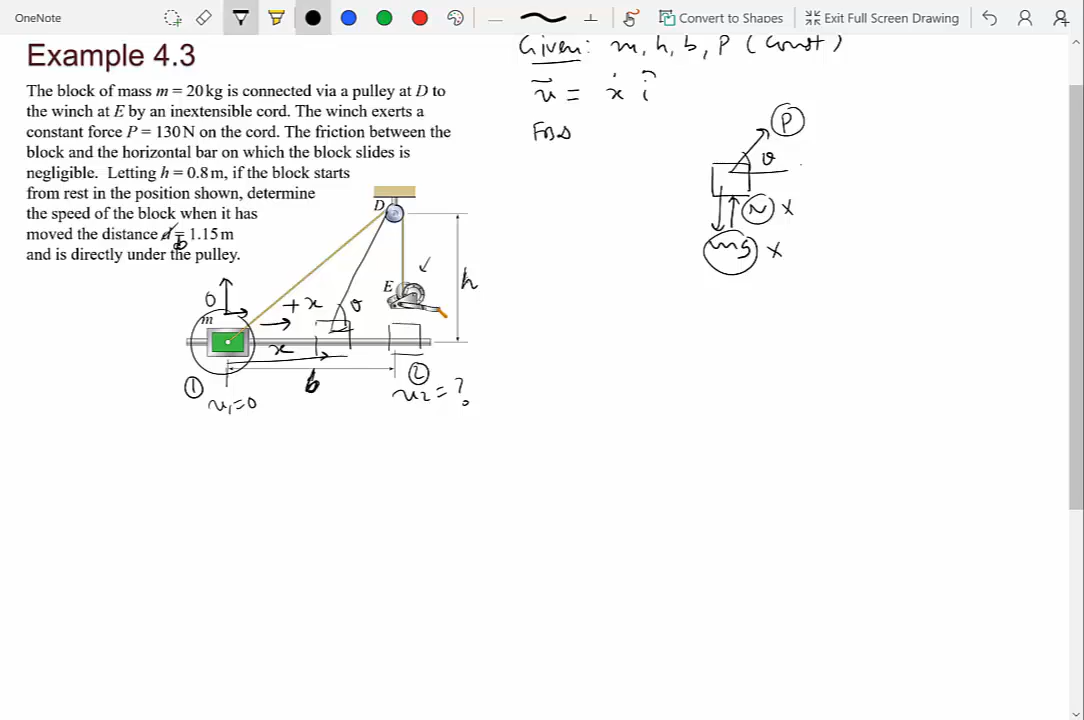 OneNote
Convert to Shapes
Exit Full Screen Drawing
Example 4.3
The block of mass m = 20 kg is connected via a pulley at D to
the winch at E by an inextensible cord. The winch exerts a
constant force P = 130 N on the cord. The friction between the
block and the horizontal bar on which the block slides is
negligible. Letting h = 0.8 m, if the block starts
from rest in the position shown, determine
the speed of the block when it has
moved the distance d = 1.15 m
b
and is directly under the pulley.
D
E
h
m
O
+x
θ
x
b
①
v₁=0
②
v₂=?
Given: m, h, b, P (const)
v̄ = ẋ î
FBD
P
θ
N x
mg x